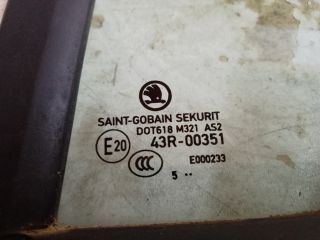 SAINT-GOBAIN SEKURIT
DOT618 M321 AS2
E20 43R-00351
CCC E000233
5 ..